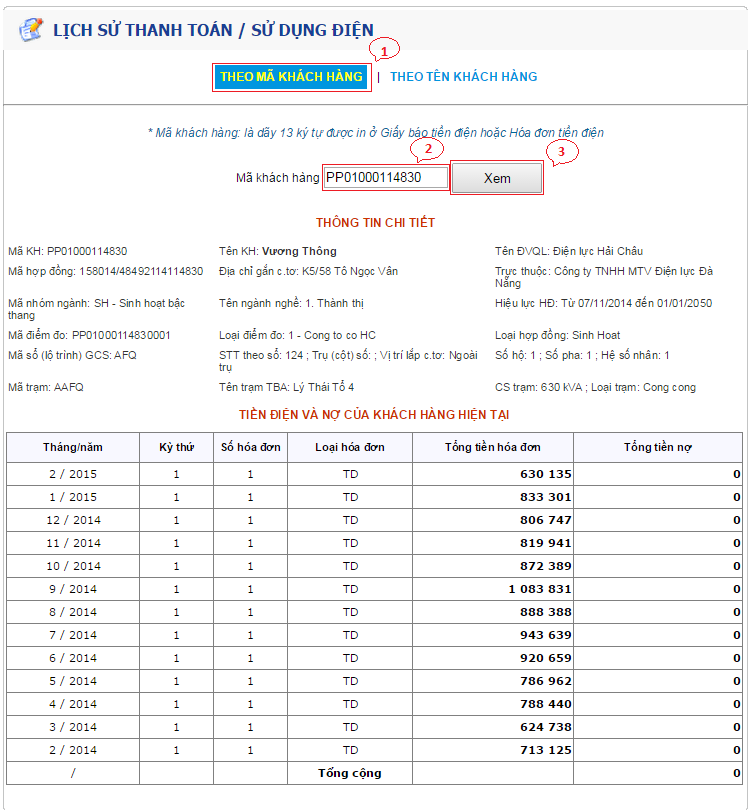 LỊCH SỬ THANH TOÁN / SỬ DỤNG ĐIỆN
1
THEO MÃ KHÁCH HÀNG | THEO TÊN KHÁCH HÀNG
* Mã khách hàng: là dãy 13 ký tự được in ở Giấy báo tiền điện hoặc Hóa đơn tiền điện
2
3
Mã khách hàng PP01000114830 Xem
THÔNG TIN CHI TIẾT
Mã KH: PP01000114830 Tên KH: Vương Thông Tên ĐVQL: Điện lực Hải Châu
Mã hợp đồng: 158014/48492114114830 Địa chỉ gắn c.tơ: K5/58 Tô Ngọc Vân Trực thuộc: Công ty TNHH MTV Điện lực Đà
Nẵng
Mã nhóm ngành: SH - Sinh hoạt bậc Tên ngành nghề: 1. Thành thị Hiệu lực HĐ: Từ 07/11/2014 đến 01/01/2050
thang
Mã điểm đo: PP01000114830001 Loại điểm đo: 1 - Cong to co HC Loại hợp đồng: Sinh Hoat
Mã sổ (lộ trình) GCS: AFQ STT theo sổ: 124 ; Trụ (cột) số: ; Vị trí lắp c.tơ: Ngoài Số hộ: 1 ; Số pha: 1 ; Hệ số nhân: 1
trụ
Mã trạm: AAFQ Tên trạm TBA: Lý Thái Tổ 4 CS trạm: 630 kVA ; Loại trạm: Cong cong
TIỀN ĐIỆN VÀ NỢ CỦA KHÁCH HÀNG HIỆN TẠI
Tháng/năm Kỳ thứ Số hóa đơn Loại hóa đơn Tổng tiền hóa đơn Tổng tiền nợ
2 / 2015 1 1 TD 630 135 0
1 / 2015 1 1 TD 833 301 0
12 / 2014 1 1 TD 806 747 0
11 / 2014 1 1 TD 819 941 0
10 / 2014 1 1 TD 872 389 0
9 / 2014 1 1 TD 1 083 831 0
8 / 2014 1 1 TD 888 388 0
7 / 2014 1 1 TD 943 639 0
6 / 2014 1 1 TD 920 659 0
5 / 2014 1 1 TD 786 962 0
4 / 2014 1 1 TD 788 440 0
3 / 2014 1 1 TD 624 738 0
2 / 2014 1 1 TD 713 125 0
/ Tổng cộng 0